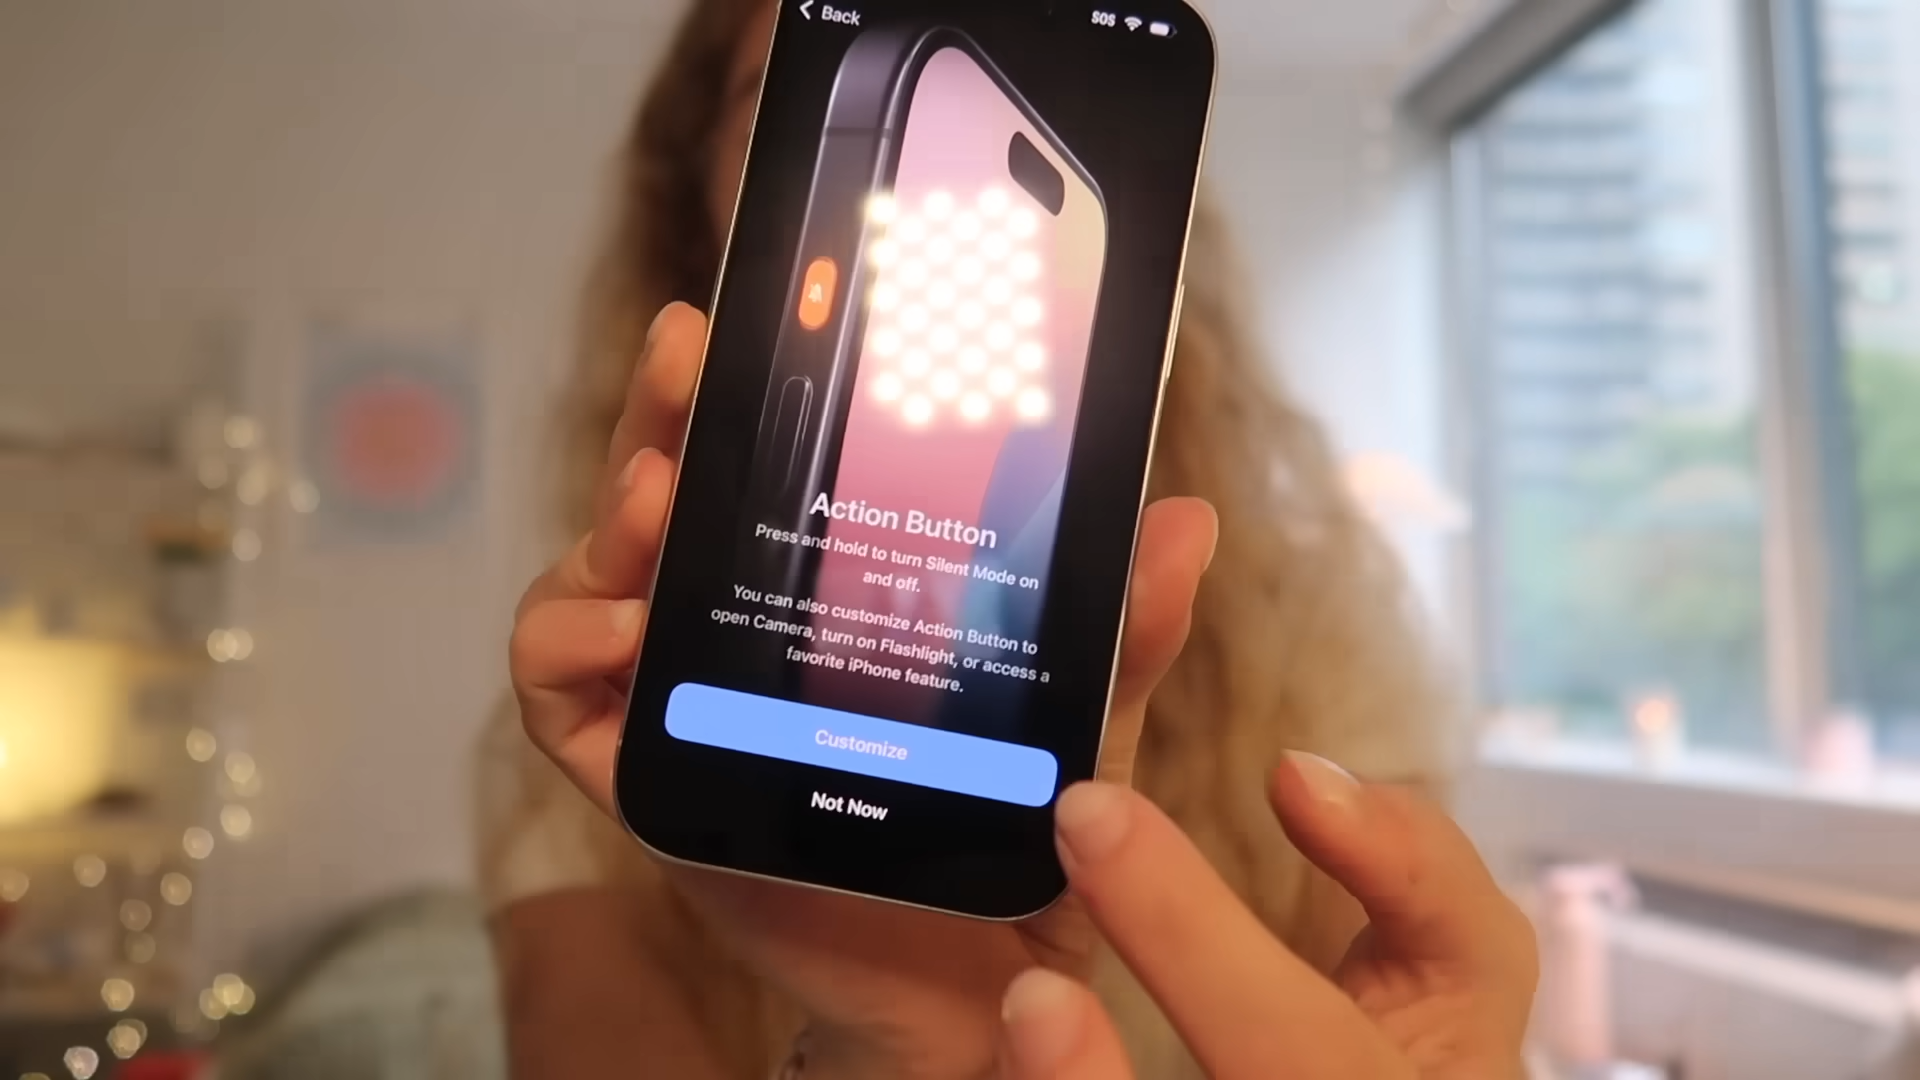 Back
SOS
Action Button
Press and hold to turn Silent Mode on
and off.
You can also customize Action Button to
open Camera, turn on Flashlight, or access a
favorite iPhone feature.
Customize
Not Now